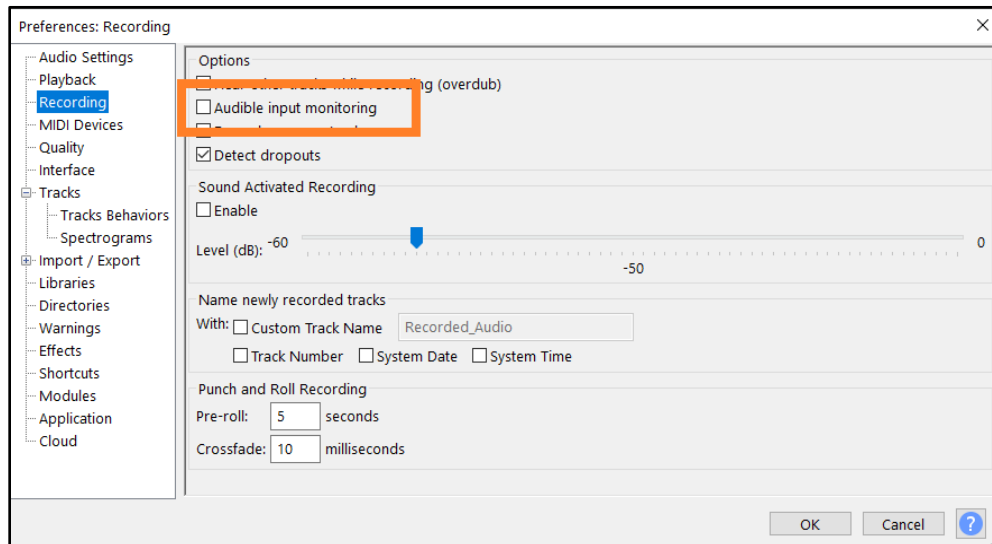 Preferences: Recording
Audio Settings
Playback
Recording
MIDI Devices
Quality
Interface
Tracks
Tracks Behaviors
Spectrograms
Import / Export
Libraries
Directories
Warnings
Effects
Shortcuts
Modules
Application
Cloud
Options
recording (overdub)
Audible input monitoring
Detect dropouts
Sound Activated Recording
Enable
Level (dB): -60 0
-50
Name newly recorded tracks
With: Custom Track Name Recorded_Audio
Track Number System Date System Time
Punch and Roll Recording
Pre-roll: 5 seconds
Crossfade: 10 milliseconds
OK Cancel ?